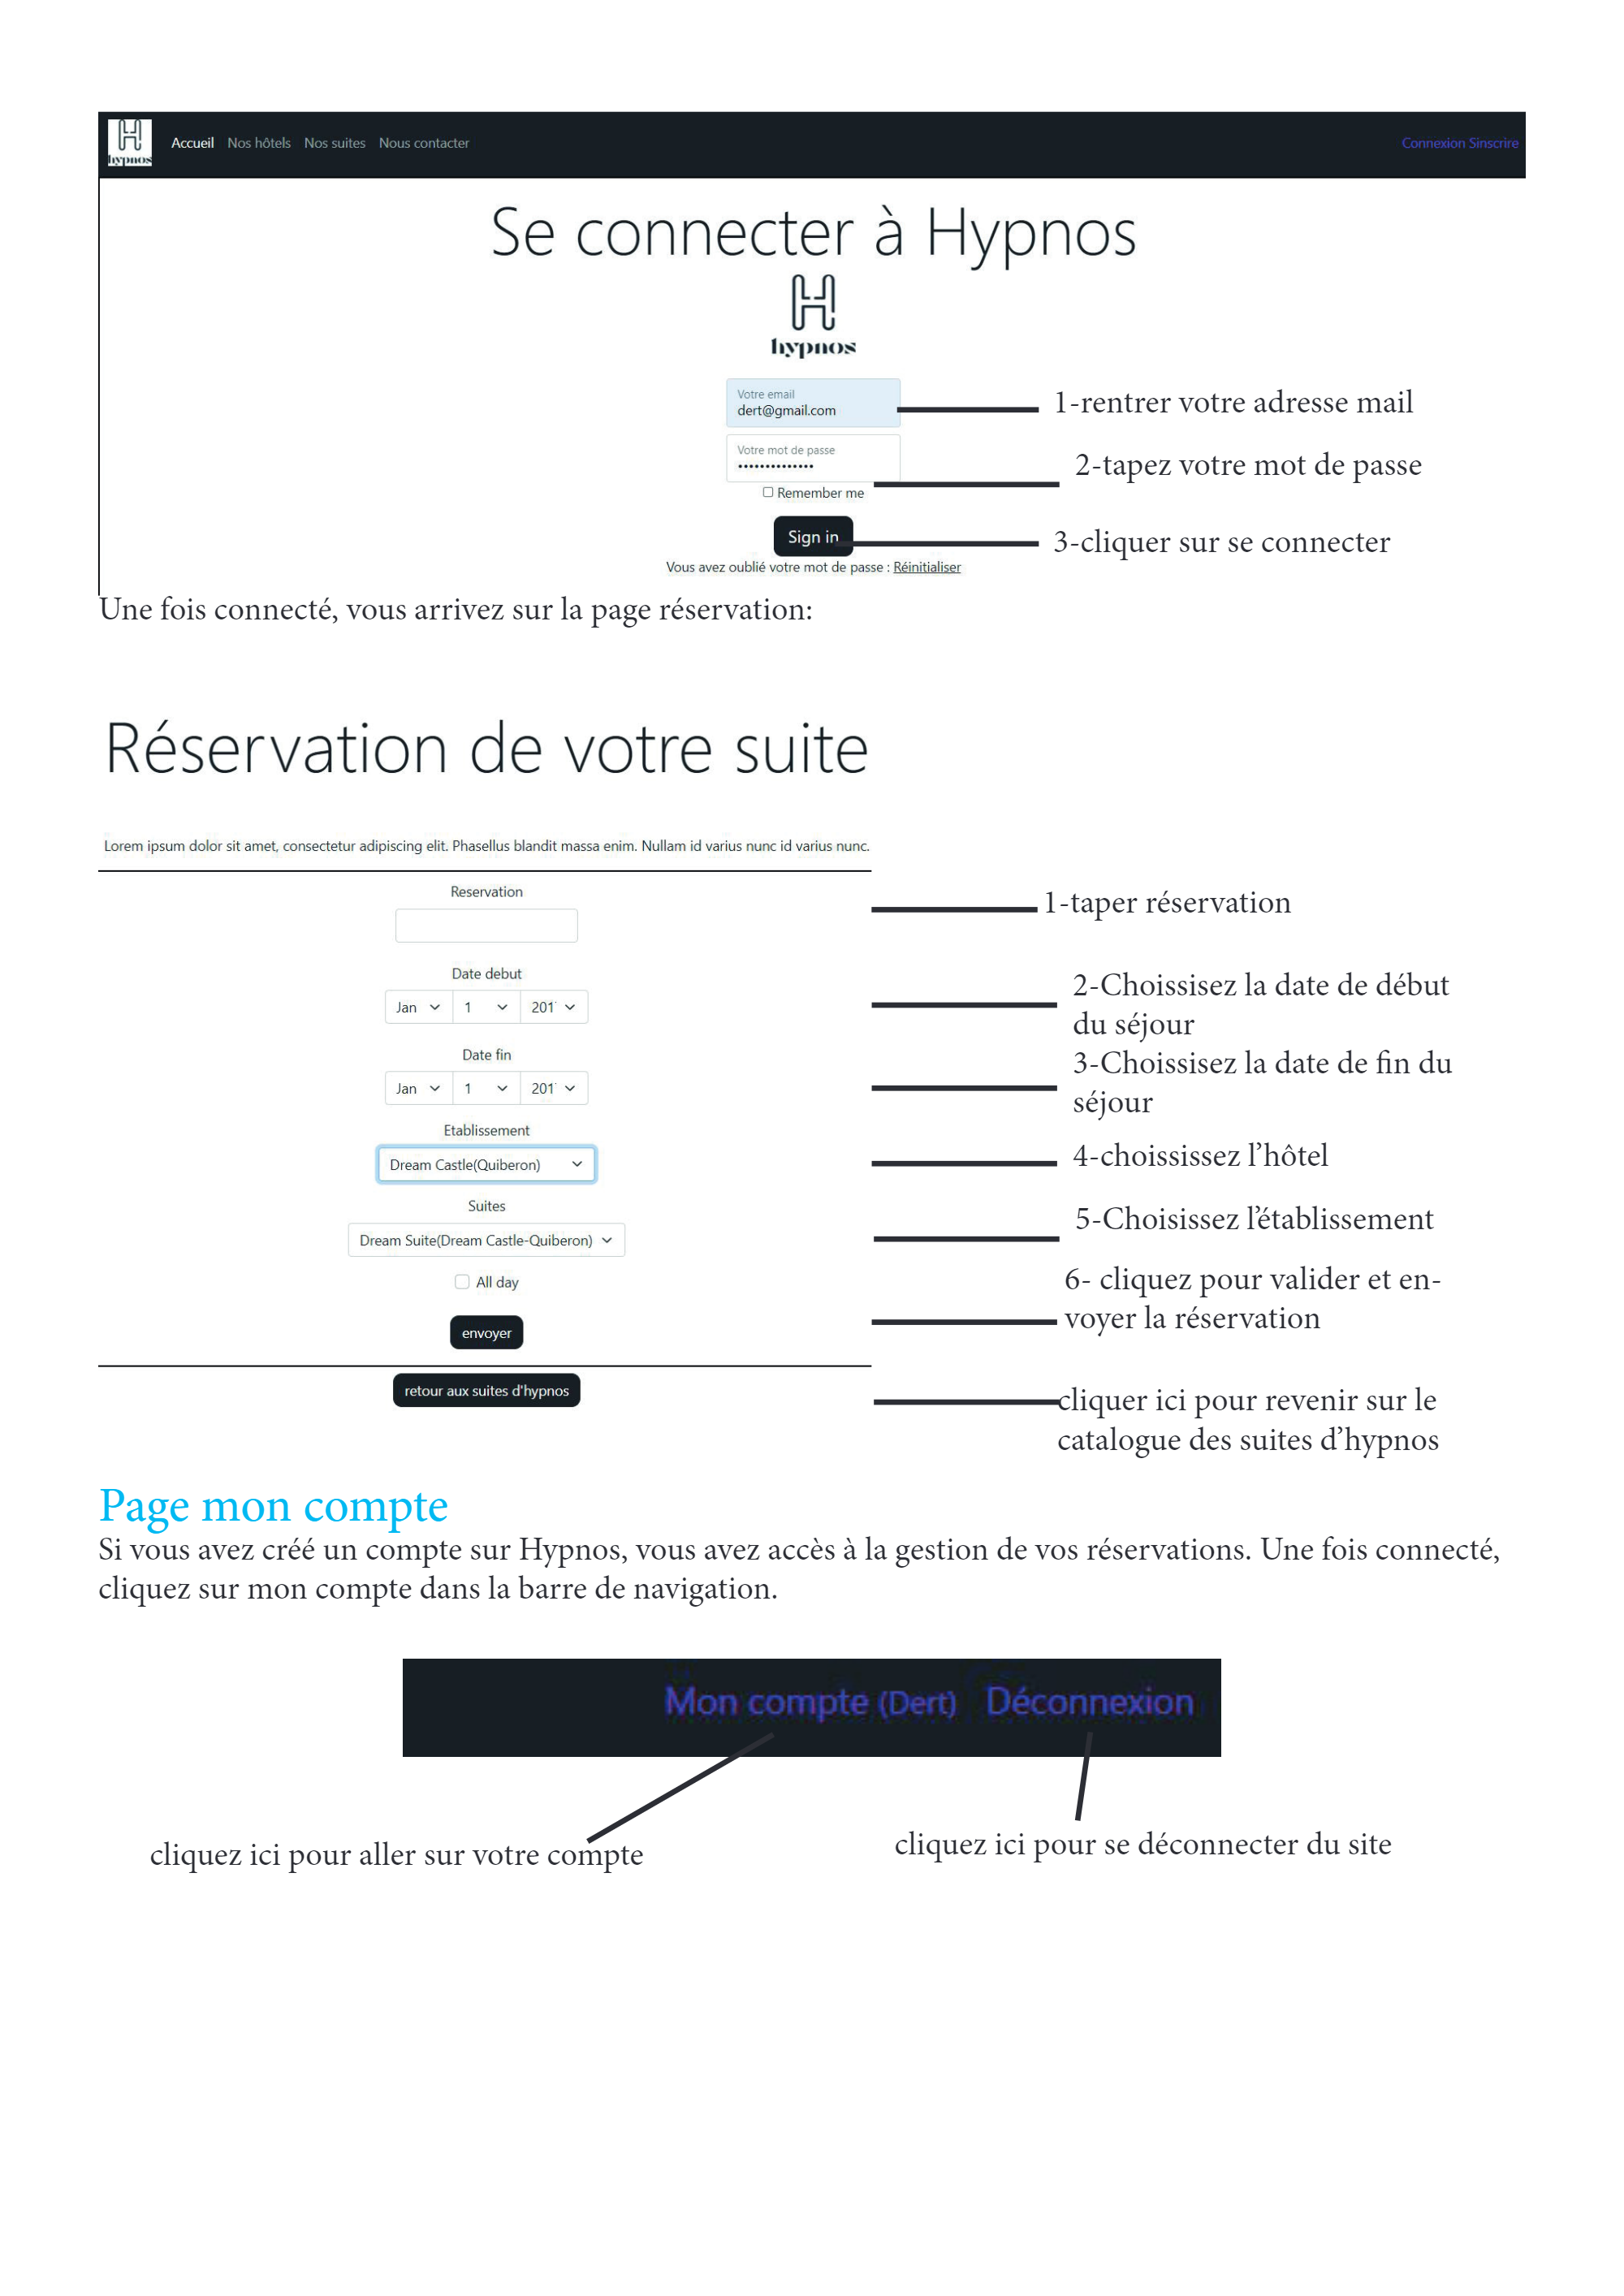 hypnos
Accueil Nos hôtels Nos suites Nous contacter
Connexion Sinscrire
Se connecter à Hypnos
hypnos
Votre email
dert@gmail.com
1-rentrer votre adresse mail
Votre mot de passe
••••••••••••••
2-tapez votre mot de passe
Remember me
Sign in
3-cliquer sur se connecter
Vous avez oublié votre mot de passe : Réinitialiser
Une fois connecté, vous arrivez sur la page réservation:
Réservation de votre suite
Lorem ipsum dolor sit amet, consectetur adipiscing elit. Phasellus blandit massa enim. Nullam id varius nunc id varius nunc.
Reservation
1-taper réservation
Date debut
Jan 1 201
2-Choissisez la date de début
du séjour
Date fin
Jan 1 201
3-Choissisez la date de fin du
séjour
Etablissement
Dream Castle(Quiberon)
4-choississez l’hôtel
Suites
Dream Suite(Dream Castle-Quiberon)
5-Choisissez l’établissement
All day
envoyer
6- cliquez pour valider et en-
voyer la réservation
retour aux suites d'hypnos
cliquer ici pour revenir sur le
catalogue des suites d’hypnos
Page mon compte
Si vous avez créé un compte sur Hypnos, vous avez accès à la gestion de vos réservations. Une fois connecté,
cliquez sur mon compte dans la barre de navigation.
Mon compte (Dert) Déconnexion
cliquez ici pour aller sur votre compte
cliquez ici pour se déconnecter du site